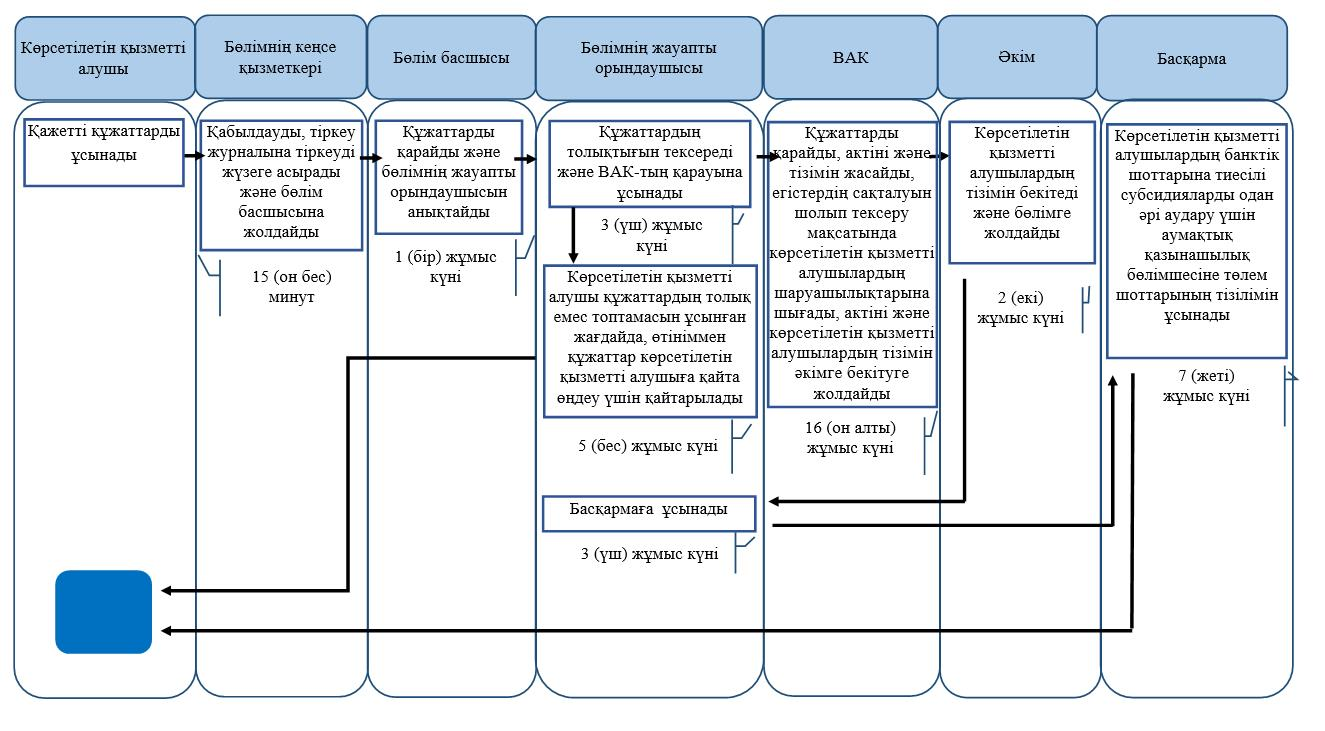 Көрсетілетін қызметті
алушы
Бөлімнің кеңсе
қызметкері
Бөлім басшысы
Бөлімнің жауапты
орындаушысы
ВАК
Әкім
Басқарма
Қажетті құжаттарды
ұсынады
Қабылдауды, тіркеу
журналына тіркеуді
жүзеге асырады
және бөлім
басшысына
жолдайды
15 (он бес)
минут
Құжаттарды
қарайды және
бөлімнің жауапты
орындаушысын
анықтайды
1 (бір) жұмыс
күні
Құжаттардың
толықтығын тексереді
және ВАК-тың қарауына
ұсынады
3 (үш) жұмыс
күні
Көрсетілетін қызметті
алушы құжаттардың толық
емес топтамасын ұсынған
жағдайда, өтініммен
құжаттар көрсетілетін
қызметті алушыға қайта
өңдеу үшін қайтарылады
5 (бес) жұмыс күні
Басқармаға ұсынады
3 (үш) жұмыс күні
Құжаттарды
қарайды, актіні және
тізімін жасайды,
егістердің сақталуын
шолып тексеру
мақсатында
көрсетілетін қызметті
алушылардың
шаруашылықтарына
шығады, актіні және
көрсетілетін қызметті
алушылардың тізімін
әкімге бекітуге
жолдайды
16 (он алты)
жұмыс күні
Көрсетілетін
қызметті
алушылардың
тізімін бекітеді
және бөлімге
жолдайды
2 (екі)
жұмыс күні
Көрсетілетін қызметті
алушылардың банктік
шоттарына тиесілі
субсидияларды одан
әрі аудару үшін
аумақтық
қазынашылық
бөлімшесіне төлем
шоттарының тізілімін
ұсынады
7 (жеті)
жұмыс күні